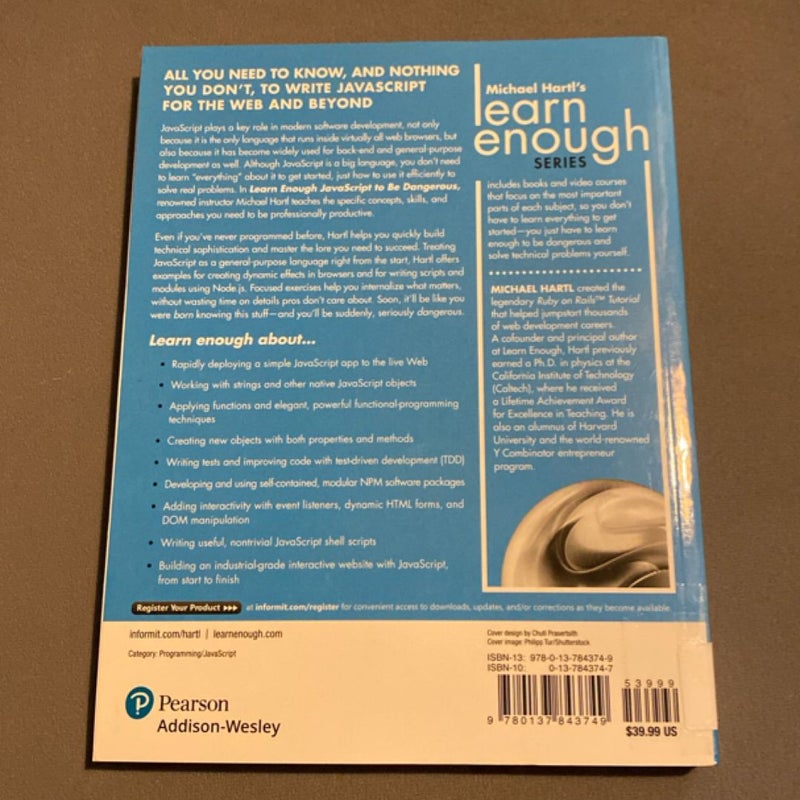 ALL YOU NEED TO KNOW, AND NOTHING
YOU DON'T, TO WRITE JAVASCRIPT
FOR THE WEB AND BEYOND
JavaScript plays a key role in modern software development, not only
because it is the only language that runs inside virtually all web browsers, but
also because it has become widely used for back-end and general-purpose
development as well. Although JavaScript is a big language, you don't need
to learn "everything" about it to get started, just how to use it efficiently to
solve real problems. In Learn Enough JavaScript to Be Dangerous,
renowned instructor Michael Hartl teaches the specific concepts, skills, and
approaches you need to be professionally productive.
Even if you've never programmed before, Hartl helps you quickly build
technical sophistication and master the lore you need to succeed. Treating
JavaScript as a general-purpose language right from the start, Hartl offers
examples for creating dynamic effects in browsers and for writing scripts and
modules using Node.js. Focused exercises help you internalize what matters,
without wasting time on details pros don't care about. Soon, it'll be like you
were born knowing this stuff—and you'll be suddenly, seriously dangerous.
Learn enough about...
• Rapidly deploying a simple JavaScript app to the live Web
• Working with strings and other native JavaScript objects
• Applying functions and elegant, powerful functional-programming
techniques
• Creating new objects with both properties and methods
• Writing tests and improving code with test-driven development (TDD)
• Developing and using self-contained, modular NPM software packages
• Adding interactivity with event listeners, dynamic HTML forms, and
DOM manipulation
• Writing useful, nontrivial JavaScript shell scripts
• Building an industrial-grade interactive website with JavaScript,
from start to finish
Michael Hartl's
learn
enough
SERIES
includes books and video courses
that focus on the most important
parts of each subject, so you don't
have to learn everything to get
started—you just have to learn
enough to be dangerous and
solve technical problems yourself.
MICHAEL HARTL created the
legendary Ruby on Rails™ Tutorial
that helped jumpstart thousands
of web development careers.
A cofounder and principal author
at Learn Enough, Hartl previously
earned a Ph.D. in physics at the
California Institute of Technology
(Caltech), where he received
a Lifetime Achievement Award
for Excellence in Teaching. He is
also an alumnus of Harvard
University and the world-renowned
Y Combinator entrepreneur
program.
Register Your Product at informit.com/register for convenient access to downloads, updates, and/or corrections as they become available.
informit.com/hartl | learnenough.com
Category: Programming/JavaScript
P Pearson
Addison-Wesley
Cover design by Chuti Prasertsith
Cover image: Philipp Tur/Shutterstock
ISBN-13: 978-0-13-784374-9
ISBN-10: 0-13-784374-7
53999
9 780137 843749
$39.99 US